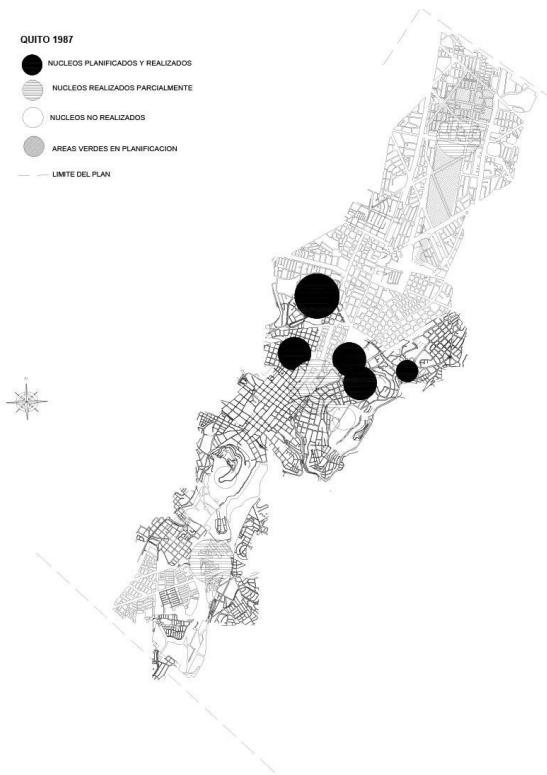 QUITO 1987
NUCLEOS PLANIFICADOS Y REALIZADOS
NUCLEOS REALIZADOS PARCIALMENTE
NUCLEOS NO REALIZADOS
AREAS VERDES EN PLANIFICACION
LIMITE DEL PLAN